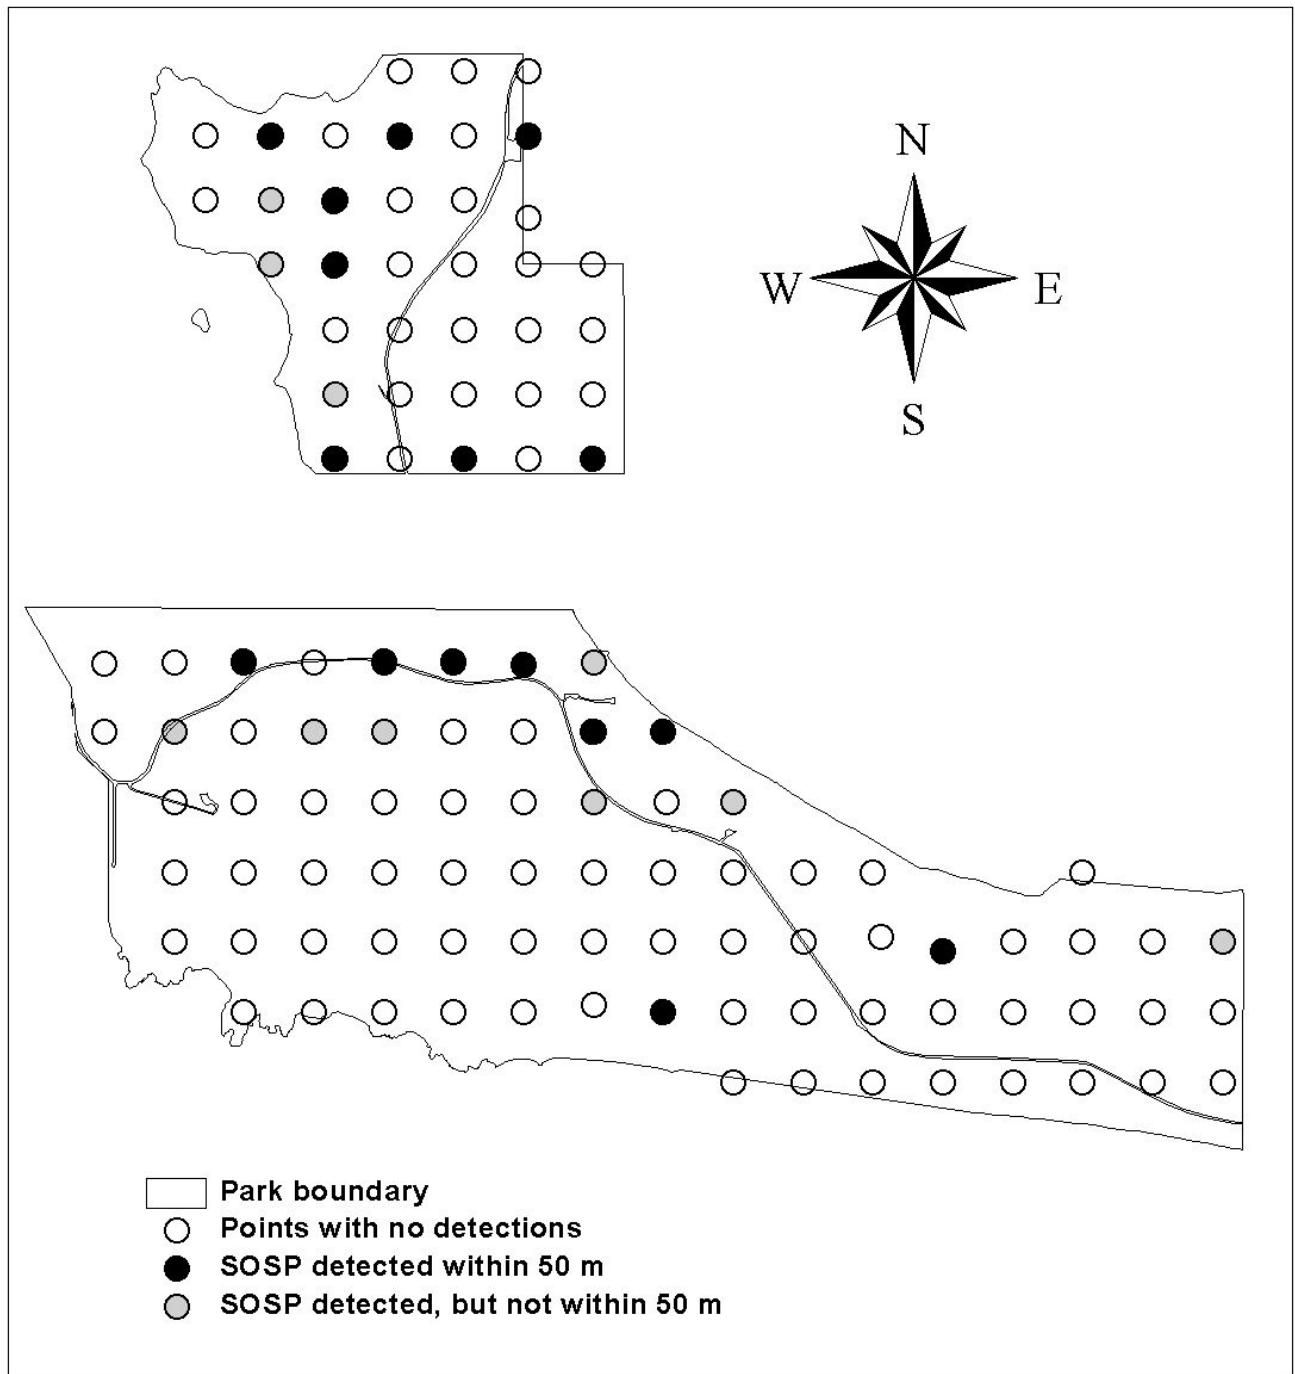 N
W
E
S
Park boundary
Points with no detections
SOSP detected within 50 m
SOSP detected, but not within 50 m